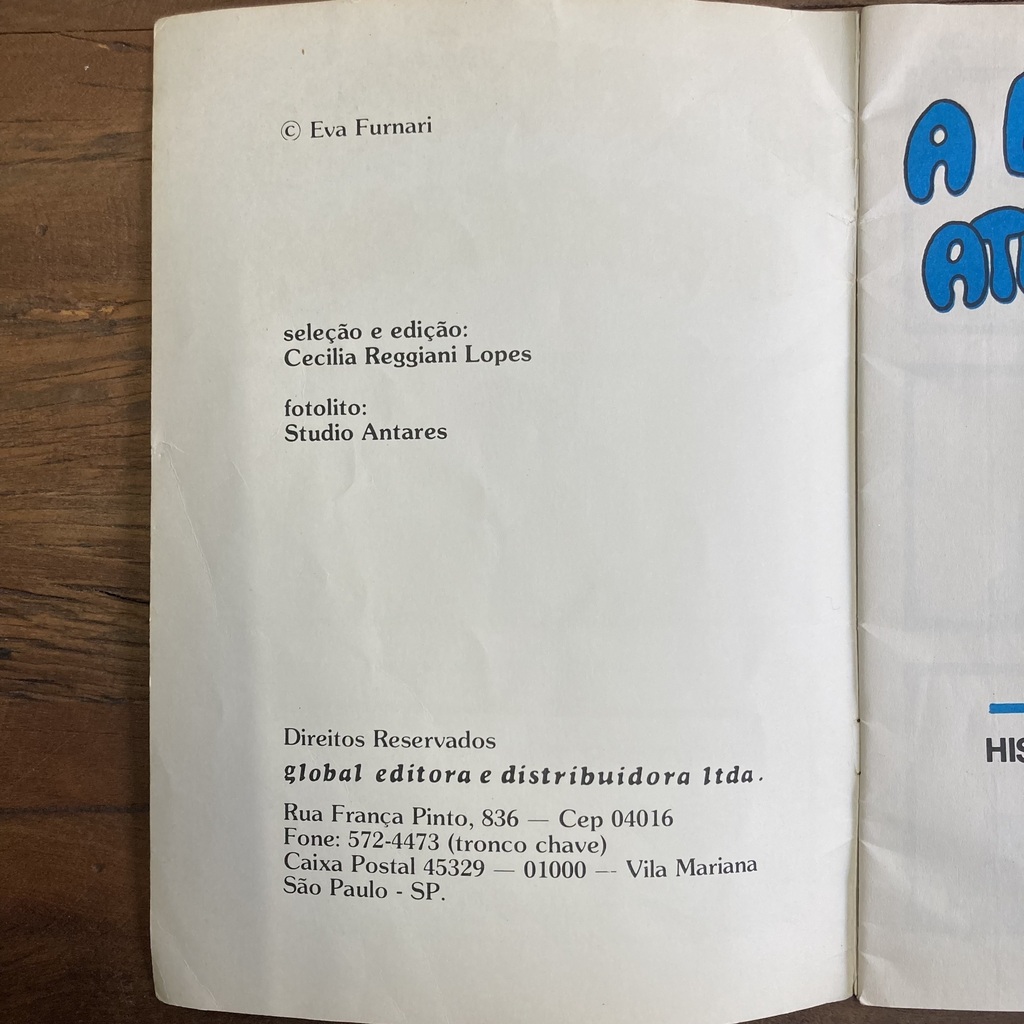 © Eva Furnari
seleção e edição:
Cecilia Reggiani Lopes
fotolito:
Studio Antares
Direitos Reservados
global editora e distribuidora ltda.
Rua França Pinto, 836 — Cep 04016
Fone: 572-4473 (tronco chave)
Caixa Postal 45329 — 01000 — Vila Mariana
São Paulo - SP.
A